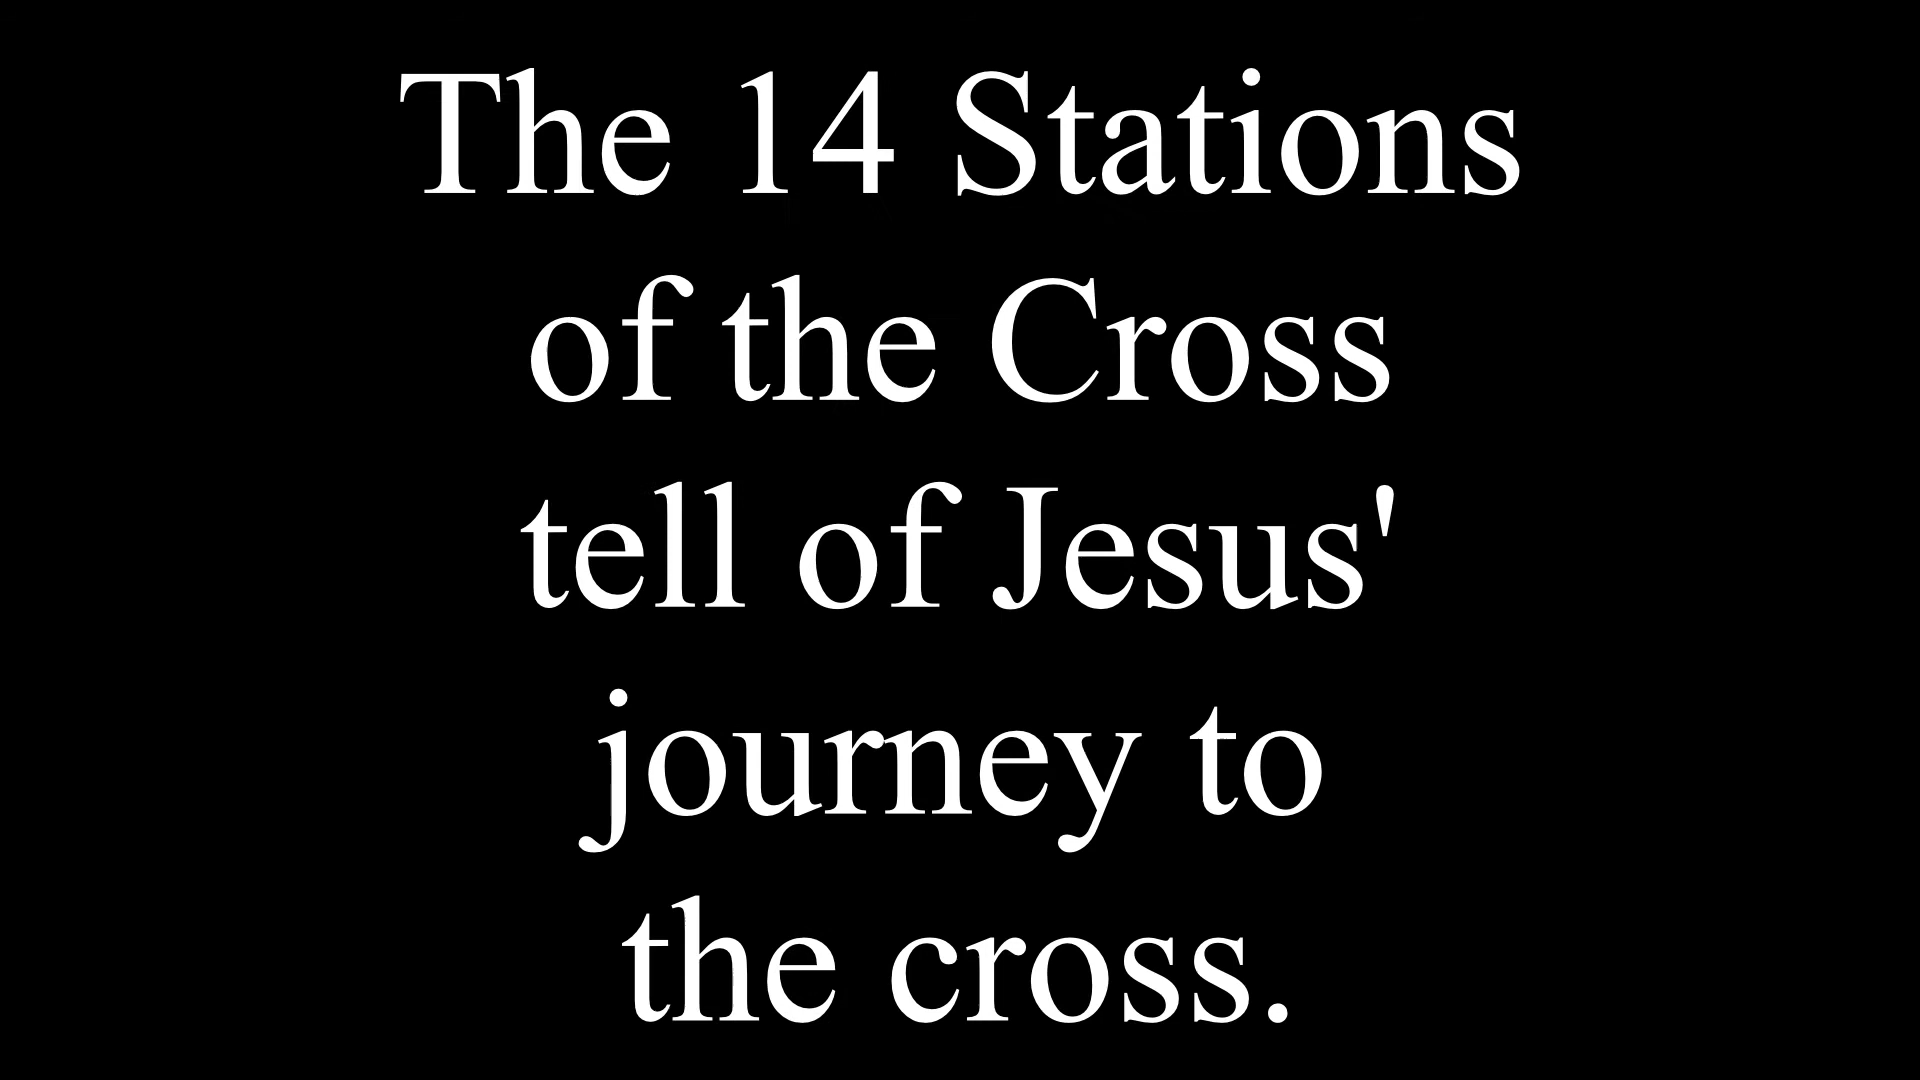 The 14 Stations
of the Cross
tell of Jesus'
journey to
the cross.